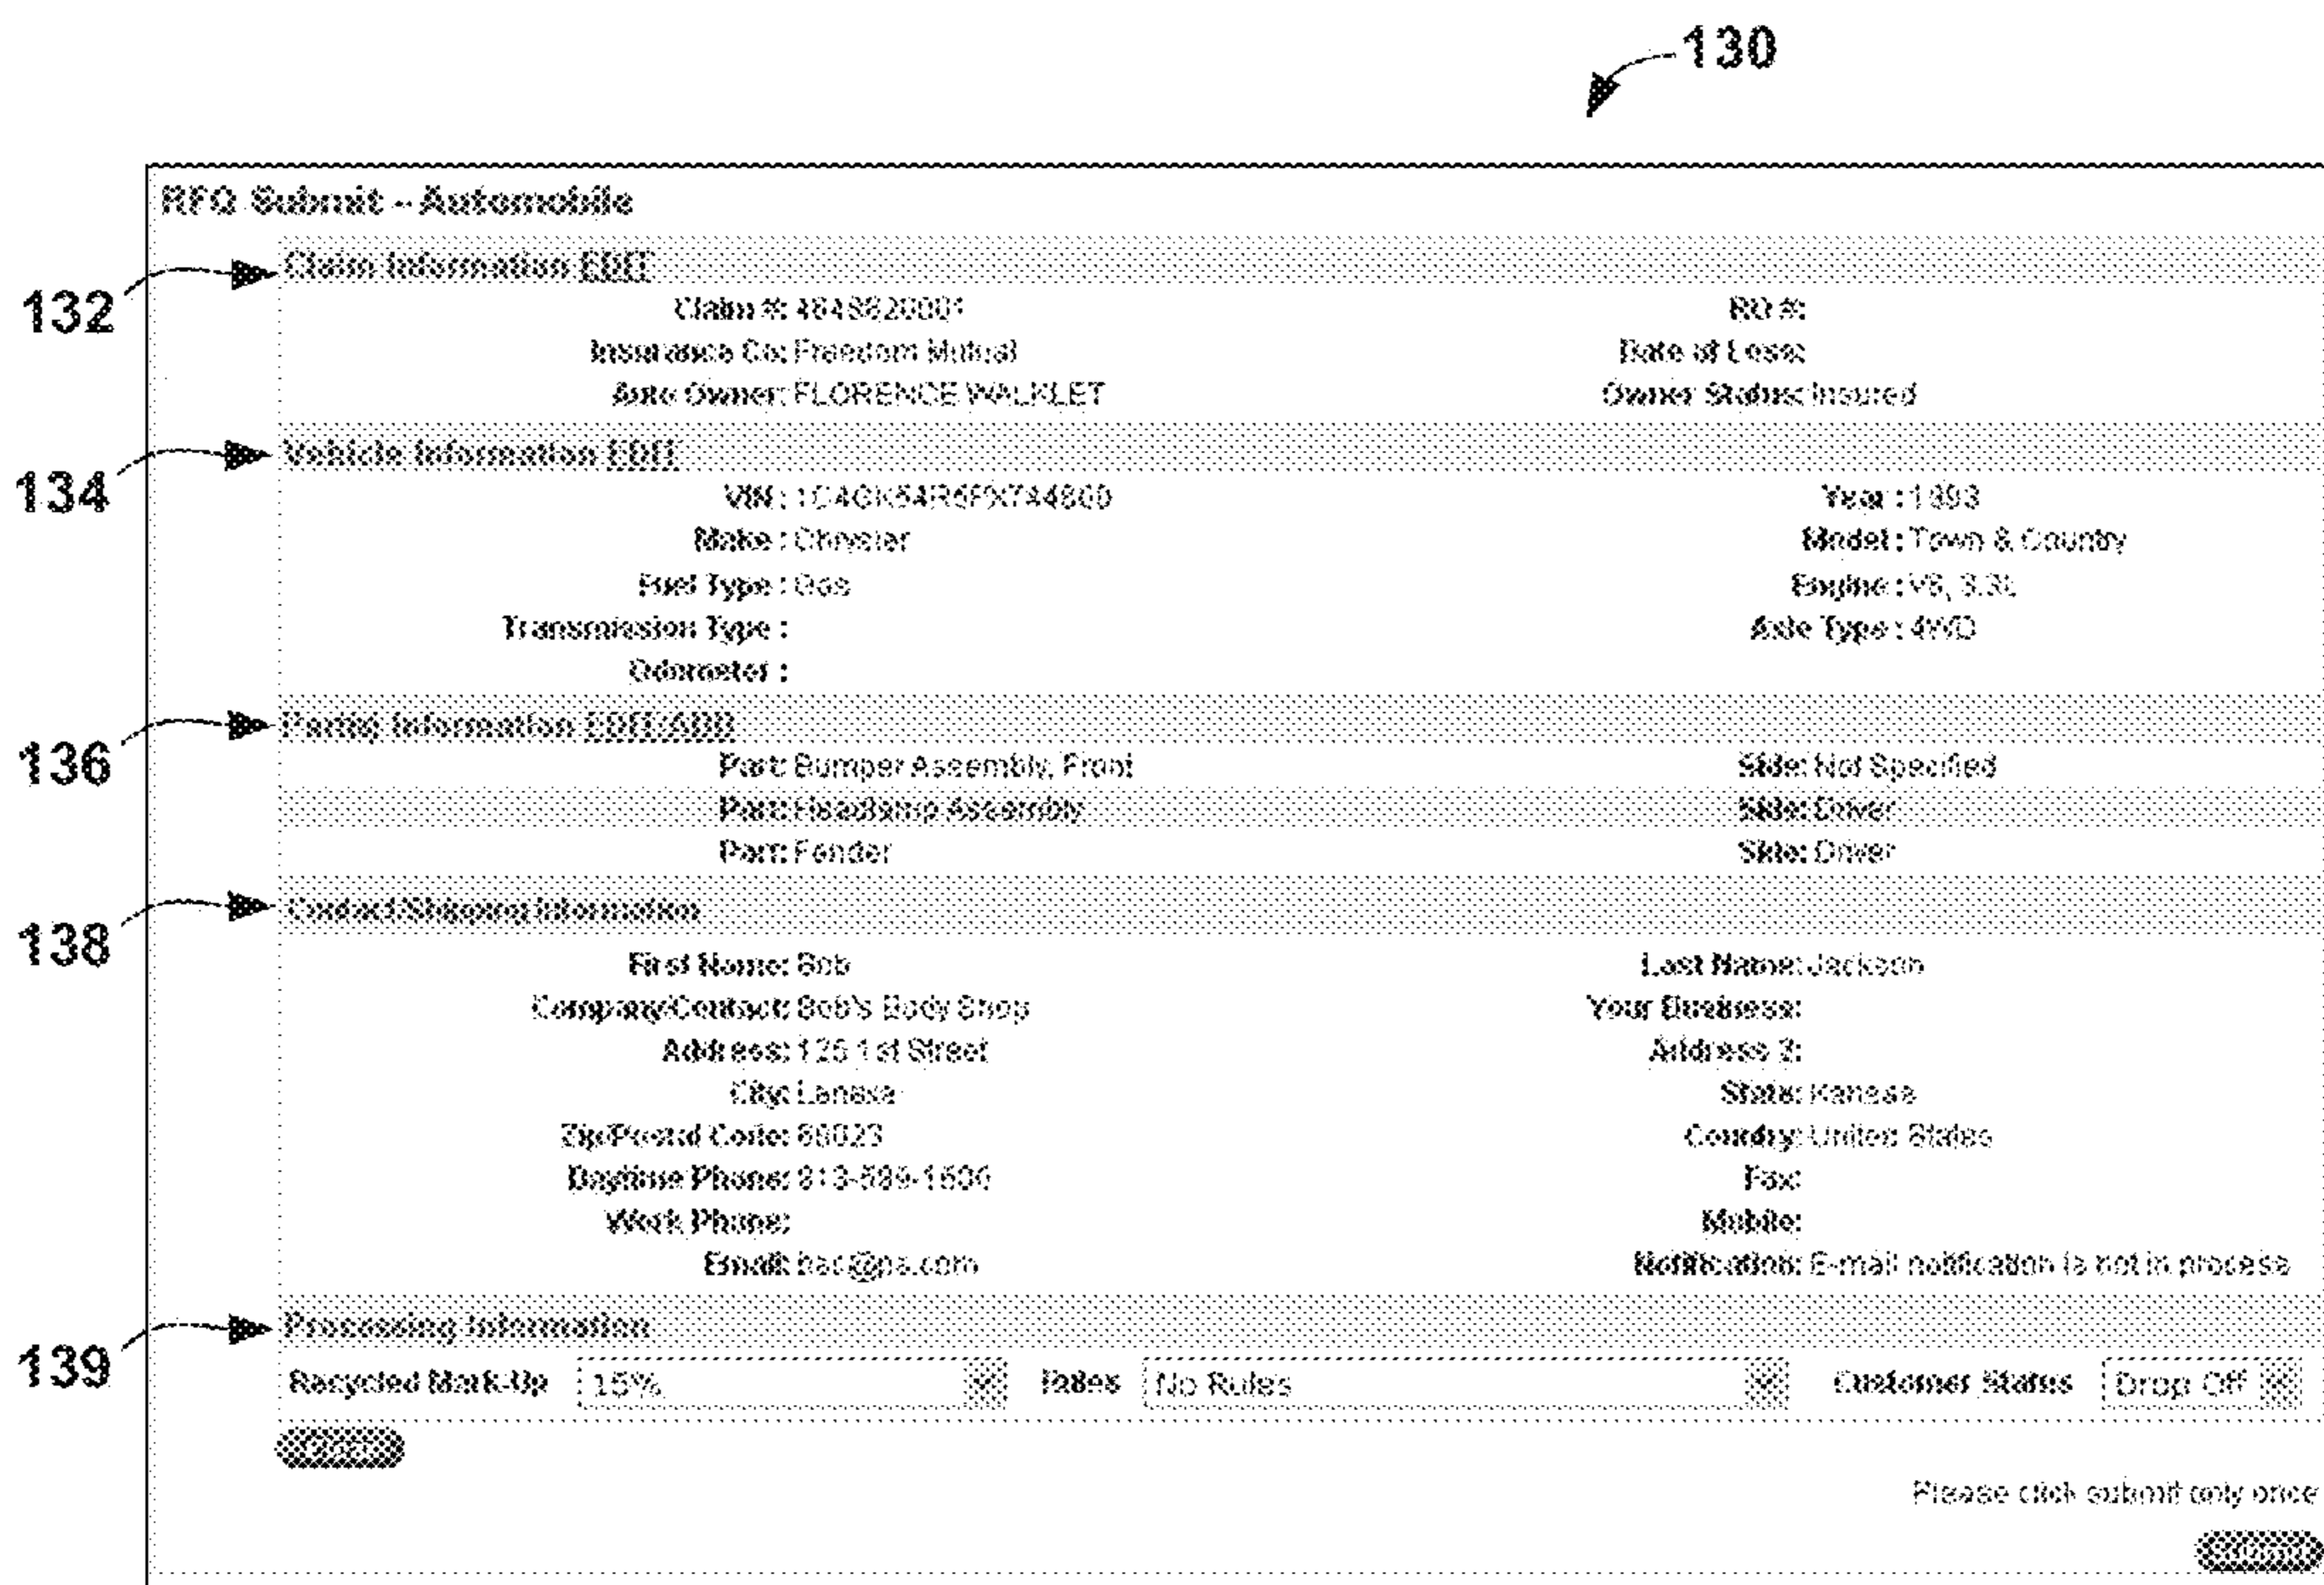 130
RFQ Submit - Automobile
132
Claim Information EDIT
Claim #: RO #:
Insurance Co: Freedom Mutual Date of Loss:
Auto Owner: FLORENCE WALKLET Owner Status: Insured
134
Vehicle Information EDIT
VIN : Year :
Make : Chrysler Model : Town & Country
Fuel Type : Gas Engine : V6, 3.3L
Transmission Type : Axle Type : 4WD
Odometer :
136
Part(s) Information EDIT/ADD
Part: Bumper Assembly, Front Side: Not Specified
Part: Headlamp Assembly Side: Driver
Part: Fender Side: Driver
138
Contact/Shipping Information
First Name: Bob Last Name: Jackson
Company/Contact: Bob's Body Shop Your Business:
Address: 1st Street Address 2:
City: Lenexa State: Kansas
Zip/Postal Code: Country: United States
Daytime Phone: Fax:
Work Phone: Mobile:
Email: Notification: E-mail notification is not in process
139
Processing Information
Recycled Mark-Up 15% Rules No Rules Customer Status Drop Off
Please click submit only once